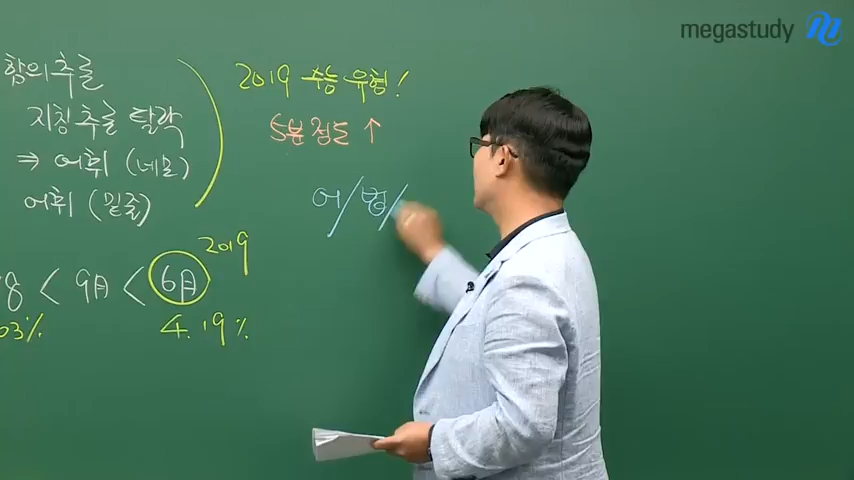 megastudy
함의추론
지칭추론 탈락
⇒ 어휘 (네모)
어휘 (밑줄)
2019 수능 유형!
5분 정도 ↑
어/법/
8 < 9月 < 6月 2019
03% 4.19%